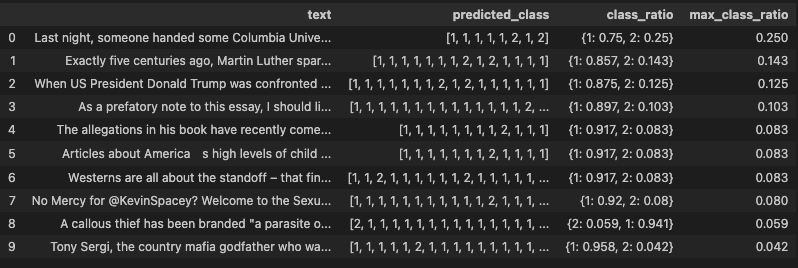 text predicted_class class_ratio max_class_ratio
0 Last night, someone handed some Columbia Unive... [1, 1, 1, 1, 1, 2, 1, 2] {1: 0.75, 2: 0.25} 0.250
1 Exactly five centuries ago, Martin Luther spar... [1, 1, 1, 1, 1, 1, 1, 2, 1, 2, 1, 1, 1, 1] {1: 0.857, 2: 0.143} 0.143
2 When US President Donald Trump was confronted ... [1, 1, 1, 1, 1, 1, 1, 2, 1, 2, 1, 1, 1, 1, 1, 1] {1: 0.875, 2: 0.125} 0.125
3 As a prefatory note to this essay, I should li... [1, 1, 1, 1, 1, 1, 1, 1, 1, 1, 1, 1, 1, 2, ... {1: 0.897, 2: 0.103} 0.103
4 The allegations in his book have recently come... [1, 1, 1, 1, 1, 1, 1, 1, 2, 1, 1, 1] {1: 0.917, 2: 0.083} 0.083
5 Articles about America s high levels of child ... [1, 1, 1, 1, 1, 1, 1, 2, 1, 1, 1, 1] {1: 0.917, 2: 0.083} 0.083
6 Westerns are all about the standoff – that fin... [1, 1, 2, 1, 1, 1, 1, 1, 1, 2, 1, 1, 1, 1, ... {1: 0.917, 2: 0.083} 0.083
7 No Mercy for @KevinSpacey? Welcome to the Sexu... [1, 1, 1, 1, 1, 1, 1, 1, 1, 1, 2, 1, 1, 1, ... {1: 0.92, 2: 0.08} 0.080
8 A callous thief has been branded "a parasite o... [2, 1, 1, 1, 1, 1, 1, 1, 1, 1, 1, 1, 1, 1, ... {2: 0.059, 1: 0.941} 0.059
9 Tony Sergi, the country mafia godfather who wa... [1, 1, 1, 1, 1, 2, 1, 1, 1, 1, 1, 1, 1, 1, ... {1: 0.958, 2: 0.042} 0.042